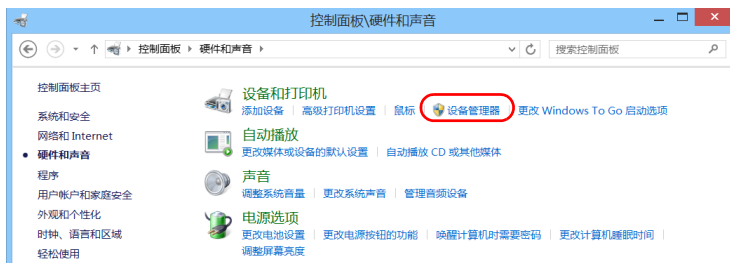 控制面板\硬件和声音
控制面板 硬件和声音 搜索控制面板
控制面板主页
系统和安全
网络和 Internet
硬件和声音
程序
用户帐户和家庭安全
外观和个性化
时钟、语言和区域
轻松使用
设备和打印机
添加设备 高级打印机设置 鼠标 设备管理器 更改 Windows To Go 启动选项
自动播放
更改媒体或设备的默认设置 自动播放 CD 或其他媒体
声音
调整系统音量 更改系统声音 管理音频设备
电源选项
更改电池设置 更改电源按钮的功能 唤醒计算机时需要密码 更改计算机睡眠时间
调整屏幕亮度